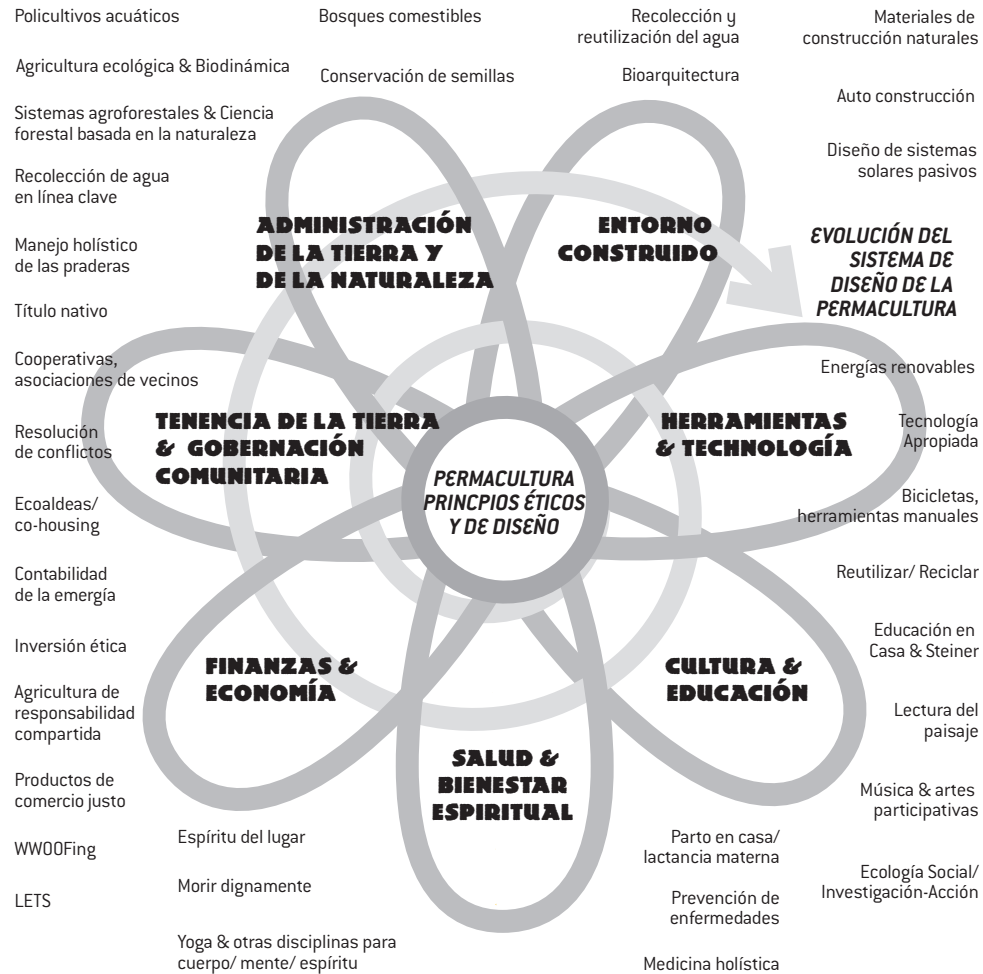 Policultivos acuáticos
Bosques comestibles
Recolección y
reutilización del agua
Materiales de
construcción naturales
Agricultura ecológica & Biodinámica
Conservación de semillas
Bioarquitectura
Auto construcción
Sistemas agroforestales & Ciencia
forestal basada en la naturaleza
Diseño de sistemas
solares pasivos
Recolección de agua
en línea clave
ADMINISTRACIÓN
DE LA TIERRA Y
DE LA NATURALEZA
ENTORNO
CONSTRUIDO
EVOLUCIÓN DEL
SISTEMA DE
DISEÑO DE LA
PERMACULTURA
Manejo holístico
de las praderas
Título nativo
Cooperativas,
asociaciones de vecinos
Energías renovables
TENENCIA DE LA TIERRA
& GOBERNACIÓN
COMUNITARIA
HERRAMIENTAS
& TECHNOLOGÍA
Tecnología
Apropiada
Resolución
de conflictos
PERMACULTURA
PRINCPIOS ÉTICOS
Y DE DISEÑO
Ecoaldeas/
co-housing
Bicicletas,
herramientas manuales
Contabilidad
de la emergía
Reutilizar/ Reciclar
Inversión ética
Educación en
Casa & Steiner
FINANZAS &
ECONOMÍA
CULTURA &
EDUCACIÓN
Agricultura de
responsabilidad
compartida
Lectura del
paisaje
SALUD &
BIENESTAR
ESPIRITUAL
Productos de
comercio justo
Música & artes
participativas
WWOOFing
Espíritu del lugar
Parto en casa/
lactancia materna
LETS
Morir dignamente
Prevención de
enfermedades
Ecología Social/
Investigación-Acción
Yoga & otras disciplinas para
cuerpo/ mente/ espíritu
Medicina holística